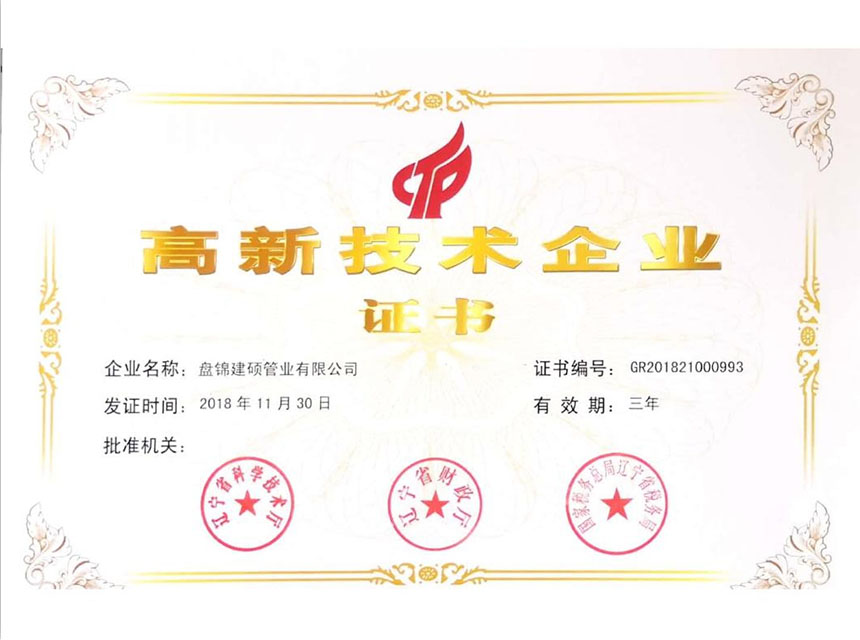 CTP
高新技术企业
证书
企业名称：盘锦建硕管业有限公司
证书编号：GR201821000993
发证时间：2018 年 11 月 30 日
有 效 期：三年
批准机关：
辽宁省科学技术厅
辽宁省财政厅
国家税务总局辽宁省税务局